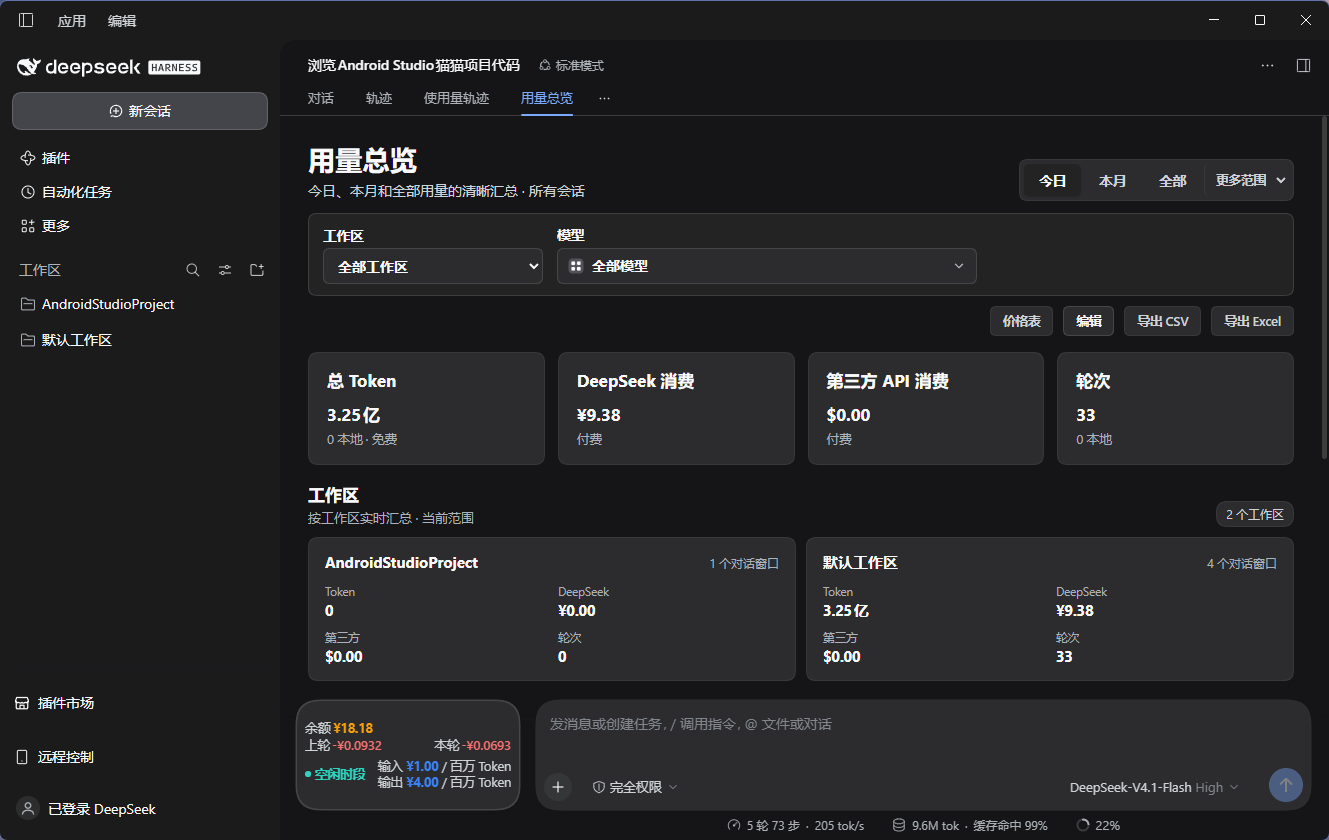 应用 编辑
deepseek HARNESS
新会话
插件
自动化任务
更多
工作区
AndroidStudioProject
默认工作区
插件市场
远程控制
已登录 DeepSeek
浏览Android Studio猫猫项目代码 标准模式 ...
对话 轨迹 使用量轨迹 用量总览 ...
用量总览
今日、本月和全部用量的清晰汇总 · 所有会话
今日 本月 全部 更多范围
工作区 模型
全部工作区 全部模型
价格表 编辑 导出 CSV 导出 Excel
总 Token
3.25亿
0 本地 · 免费
DeepSeek 消费
¥9.38
付费
第三方 API 消费
$0.00
付费
轮次
33
0 本地
工作区
按工作区实时汇总 · 当前范围
2 个工作区
AndroidStudioProject 1 个对话窗口
Token DeepSeek
0 ¥0.00
第三方 轮次
$0.00 0
默认工作区 4 个对话窗口
Token DeepSeek
3.25亿 ¥9.38
第三方 轮次
$0.00 33
余额 ¥18.18
上轮 -¥0.0932 本轮 -¥0.0693
空闲时段
输入 ¥1.00 / 百万 Token
输出 ¥4.00 / 百万 Token
发消息或创建任务, / 调用指令, @ 文件或对话
完全权限
DeepSeek-V4.1-Flash High
5 轮 73 步 · 205 tok/s 9.6M tok · 缓存命中 99% 22%